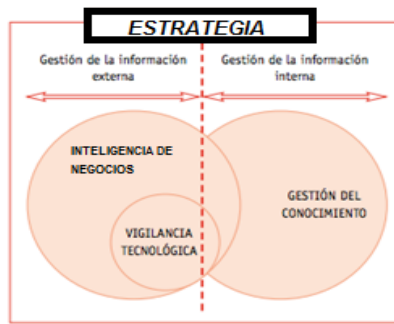 ESTRATEGIA
Gestión de la información
externa
Gestión de la información
interna
INTELIGENCIA DE
NEGOCIOS
GESTIÓN DEL
CONOCIMIENTO
VIGILANCIA
TECNOLÓGICA